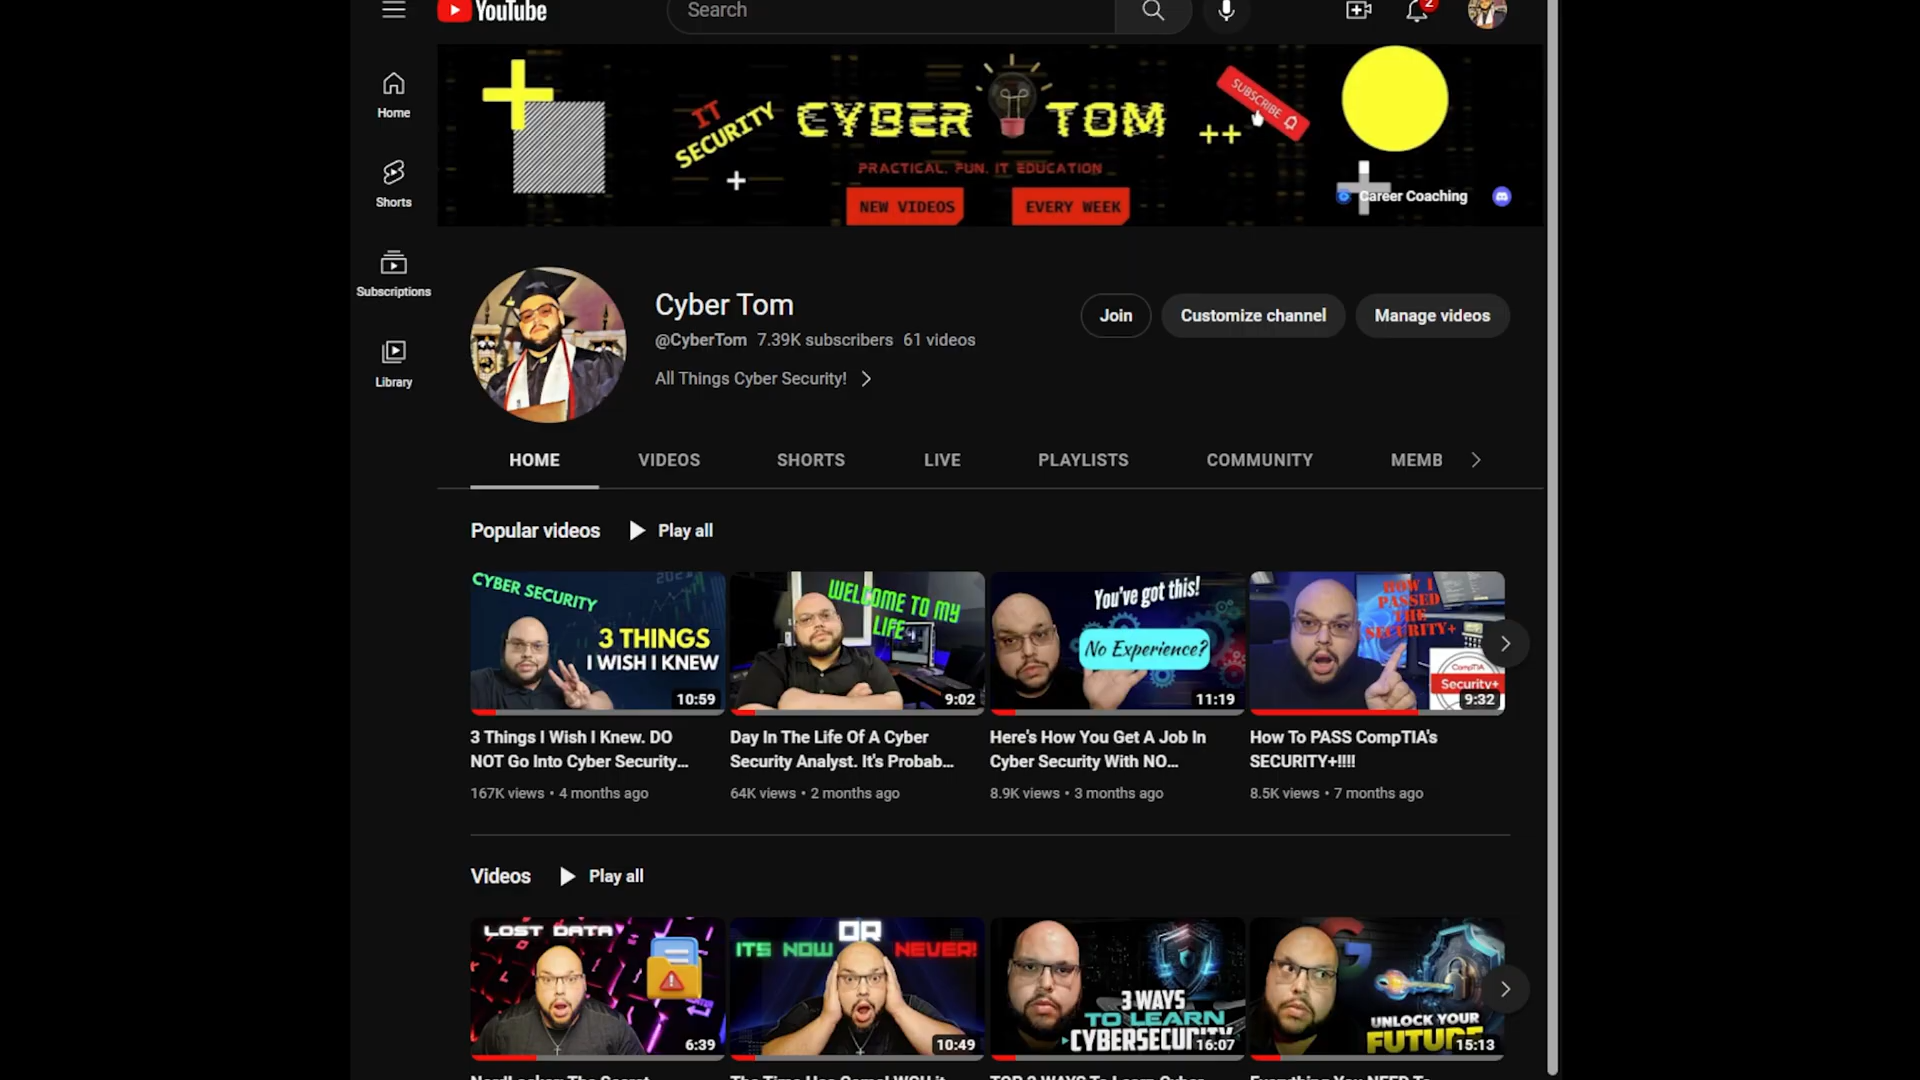 YouTube
Search
2
Home
Shorts
Subscriptions
Library
IT
SECURITY
CYBER TOM
SUBSCRIBE
PRACTICAL. FUN. IT EDUCATION
NEW VIDEOS
EVERY WEEK
Career Coaching
Cyber Tom
@CyberTom 7.39K subscribers 61 videos
All Things Cyber Security!
Join
Customize channel
Manage videos
HOME
VIDEOS
SHORTS
LIVE
PLAYLISTS
COMMUNITY
MEMB
Popular videos
Play all
CYBER SECURITY
3 THINGS
I WISH I KNEW
10:59
WELCOME TO MY
LIFE
9:02
You've got this!
No Experience?
11:19
HOW I
PASSED
THE
SECURITY+
CompTIA
Security+
9:32
3 Things I Wish I Knew. DO
NOT Go Into Cyber Security...
167K views • 4 months ago
Day In The Life Of A Cyber
Security Analyst. It's Probab...
64K views • 2 months ago
Here's How You Get A Job In
Cyber Security With NO...
8.9K views • 3 months ago
How To PASS CompTIA's
SECURITY+!!!!
8.5K views • 7 months ago
Videos
Play all
LOST DATA
6:39
OR
ITS NOW NEVER!
10:49
3 WAYS
TO LEARN
CYBERSECURITY
16:07
UNLOCK YOUR
FUTURE
15:13